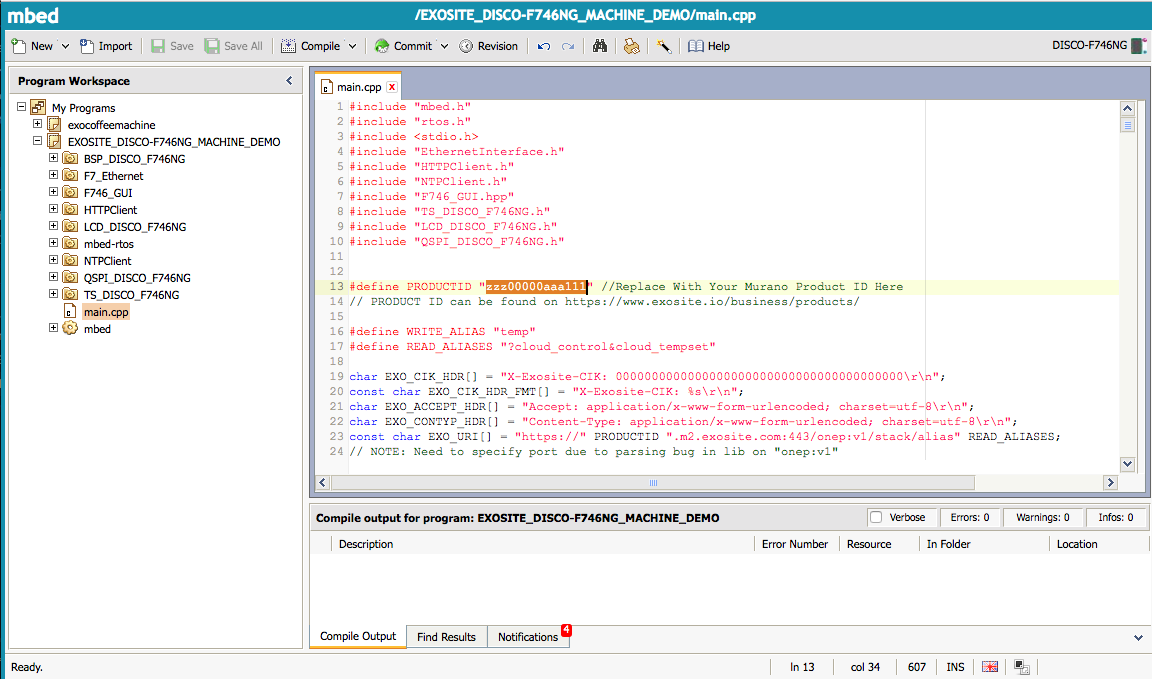 mbed
/EXOSITE_DISCO-F746NG_MACHINE_DEMO/main.cpp
New Import Save Save All Compile Commit Revision Help DISCO-F746NG
Program Workspace
My Programs
exocoffeemachine
EXOSITE_DISCO-F746NG_MACHINE_DEMO
BSP_DISCO_F746NG
F7_Ethernet
F746_GUI
HTTPClient
LCD_DISCO_F746NG
mbed-rtos
NTPClient
QSPI_DISCO_F746NG
TS_DISCO_F746NG
main.cpp
mbed
main.cpp x
1 #include "mbed.h"
2 #include "rtos.h"
3 #include <stdio.h>
4 #include "EthernetInterface.h"
5 #include "HTTPClient.h"
6 #include "NTPClient.h"
7 #include "F746_GUI.hpp"
8 #include "TS_DISCO_F746NG.h"
9 #include "LCD_DISCO_F746NG.h"
10 #include "QSPI_DISCO_F746NG.h"
11
12
13 #define PRODUCTID "zzz00000aaa111" //Replace With Your Murano Product ID Here
14 // PRODUCT ID can be found on https://www.exosite.io/business/products/
15
16 #define WRITE_ALIAS "temp"
17 #define READ_ALIASES "?cloud_control&cloud_tempset"
18
19 char EXO_CIK_HDR[] = "X-Exosite-CIK: 0000000000000000000000000000000000000000\r\n";
20 const char EXO_CIK_HDR_FMT[] = "X-Exosite-CIK: %s\r\n";
21 char EXO_ACCEPT_HDR[] = "Accept: application/x-www-form-urlencoded; charset=utf-8\r\n";
22 char EXO_CONTYP_HDR[] = "Content-Type: application/x-www-form-urlencoded; charset=utf-8\r\n";
23 const char EXO_URI[] = "https://" PRODUCTID ".m2.exosite.com:443/onep:v1/stack/alias" READ_ALIASES;
24 // NOTE: Need to specify port due to parsing bug in lib on "onep:v1"
Compile output for program: EXOSITE_DISCO-F746NG_MACHINE_DEMO Verbose Errors: 0 Warnings: 0 Infos: 0
Description Error Number Resource In Folder Location
Compile Output Find Results Notifications 4
Ready. ln 13 col 34 607 INS